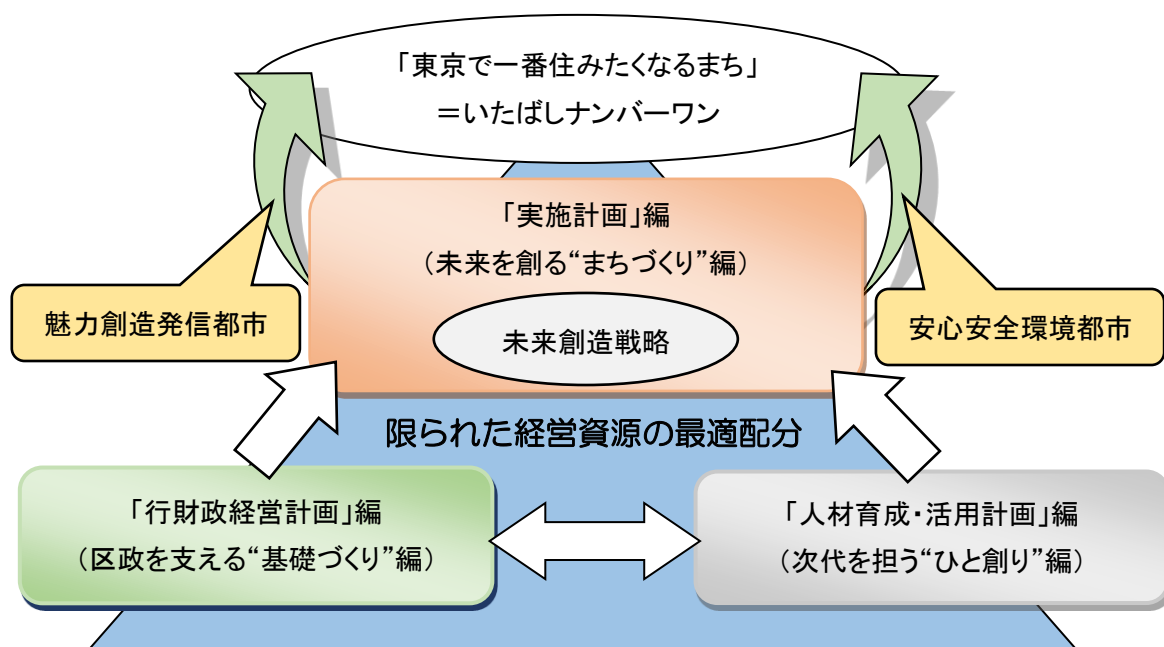 「東京で一番住みたくなるまち」
＝いたばしナンバーワン
「実施計画」編
（未来を創る“まちづくり”編）
魅力創造発信都市
未来創造戦略
安心安全環境都市
限られた経営資源の最適配分
「行財政経営計画」編
（区政を支える“基礎づくり”編）
「人材育成・活用計画」編
（次代を担う“ひと創り”編）